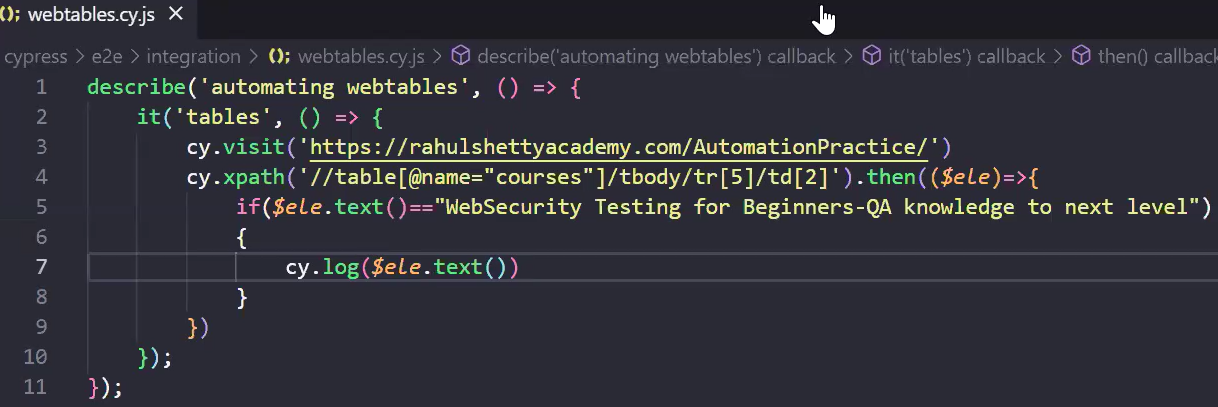 (); webtables.cy.js ×
cypress > e2e > integration > (); webtables.cy.js > describe('automating webtables') callback > it('tables') callback > then() callback
1 describe('automating webtables', () => {
2 it('tables', () => {
3 cy.visit('https://rahulshettyacademy.com/AutomationPractice/')
4 cy.xpath('//table[@name="courses"]/tbody/tr[5]/td[2]').then(($ele)=>{
5 if($ele.text()=="WebSecurity Testing for Beginners-QA knowledge to next level")
6 {
7 cy.log($ele.text())
8 }
9 })
10 });
11 });